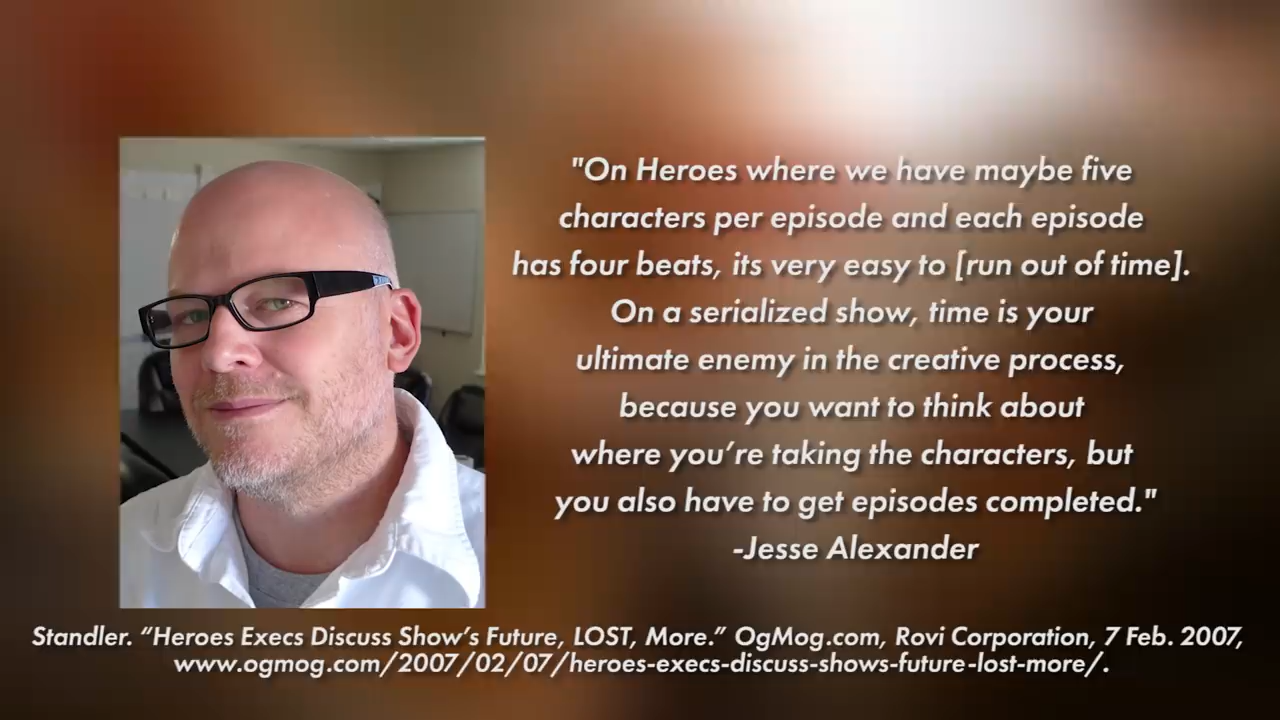 "On Heroes where we have maybe five
characters per episode and each episode
has four beats, its very easy to [run out of time].
On a serialized show, time is your
ultimate enemy in the creative process,
because you want to think about
where you’re taking the characters, but
you also have to get episodes completed."
-Jesse Alexander
Standler. “Heroes Execs Discuss Show’s Future, LOST, More.” OgMog.com, Rovi Corporation, 7 Feb. 2007,
www.ogmog.com/2007/02/07/heroes-execs-discuss-shows-future-lost-more/.